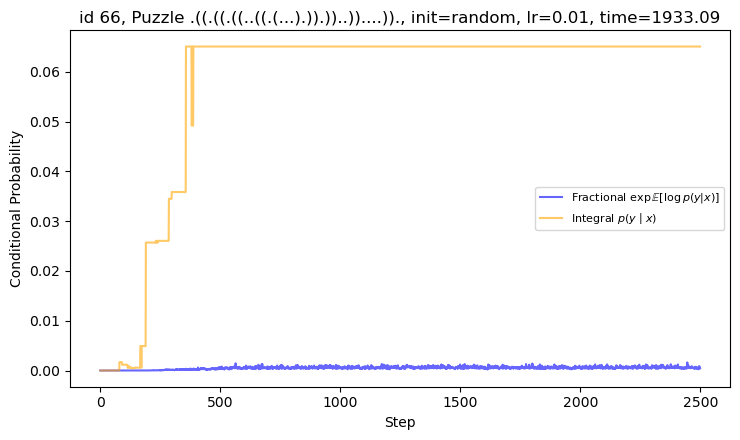 id 66, Puzzle .((.((.((..((.(...).)).))..))....))., init=random, lr=0.01, time=1933.09
Conditional Probability
0.06
0.05
0.04
0.03
0.02
0.01
0.00
Fractional exp𝔼[log p(y|x)]
Integral p(y | x)
0 500 1000 1500 2000 2500
Step